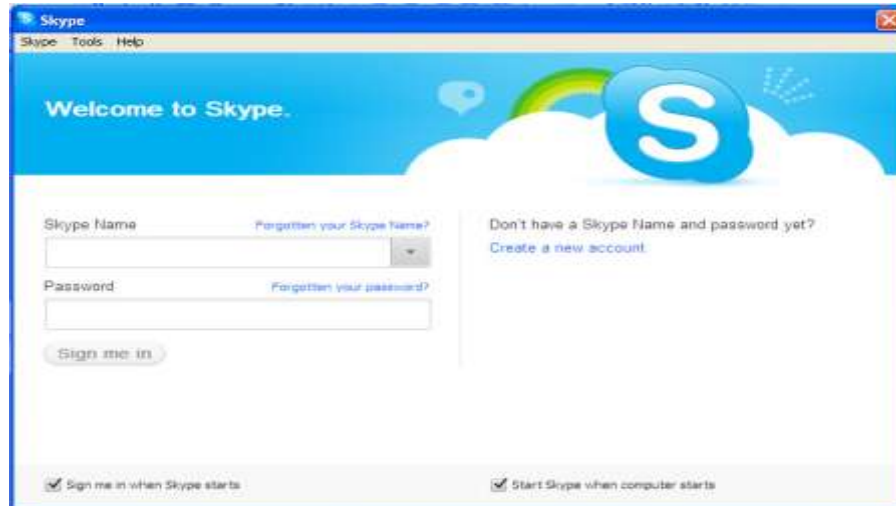 Skype
Skype Tools Help
Welcome to Skype.
S
Skype Name
Forgotten your Skype Name?
Password
Forgotten your password?
Sign me in
Don't have a Skype Name and password yet?
Create a new account
Sign me in when Skype starts
Start Skype when computer starts